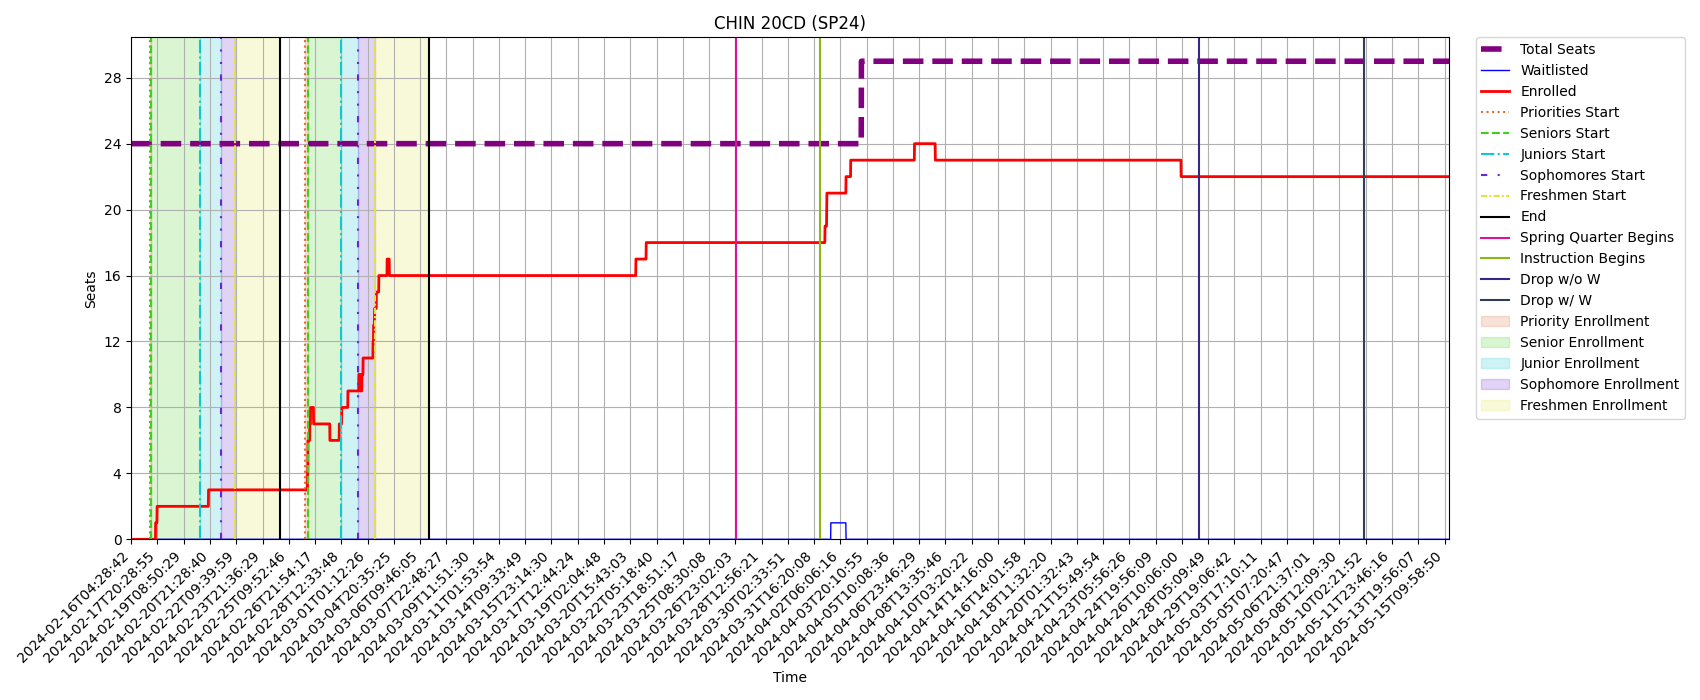 CHIN 20CD (SP24)
Seats
28
24
20
16
12
8
4
0
2024-02-16T04:28:42
2024-02-17T20:28:55
2024-02-19T08:50:29
2024-02-20T21:28:40
2024-02-22T09:39:59
2024-02-23T21:36:29
2024-02-25T09:52:46
2024-02-26T21:54:17
2024-02-28T12:33:48
2024-03-01T01:12:26
2024-03-04T20:35:25
2024-03-06T09:46:05
2024-03-07T22:48:27
2024-03-09T11:51:30
2024-03-11T01:53:54
2024-03-14T09:33:49
2024-03-15T23:14:30
2024-03-17T12:44:24
2024-03-19T02:04:48
2024-03-20T15:43:03
2024-03-22T05:18:40
2024-03-23T18:51:17
2024-03-25T08:30:08
2024-03-26T23:02:03
2024-03-28T12:56:21
2024-03-30T02:33:51
2024-03-31T16:20:08
2024-04-02T06:06:16
2024-04-03T20:10:55
2024-04-05T10:08:36
2024-04-06T23:46:29
2024-04-08T13:35:46
2024-04-10T03:20:22
2024-04-14T14:16:00
2024-04-16T14:01:58
2024-04-18T11:32:20
2024-04-20T01:32:43
2024-04-21T15:49:54
2024-04-23T05:56:28
2024-04-24T19:56:09
2024-04-26T10:06:00
2024-04-28T05:09:49
2024-04-29T19:06:42
2024-05-03T17:10:11
2024-05-05T07:20:47
2024-05-06T21:37:01
2024-05-08T12:09:30
2024-05-10T02:21:52
2024-05-11T23:46:16
2024-05-13T19:56:07
2024-05-15T09:58:50
Time
Total Seats
Waitlisted
Enrolled
Priorities Start
Seniors Start
Juniors Start
Sophomores Start
Freshmen Start
End
Spring Quarter Begins
Instruction Begins
Drop w/o W
Drop w/ W
Priority Enrollment
Senior Enrollment
Junior Enrollment
Sophomore Enrollment
Freshmen Enrollment